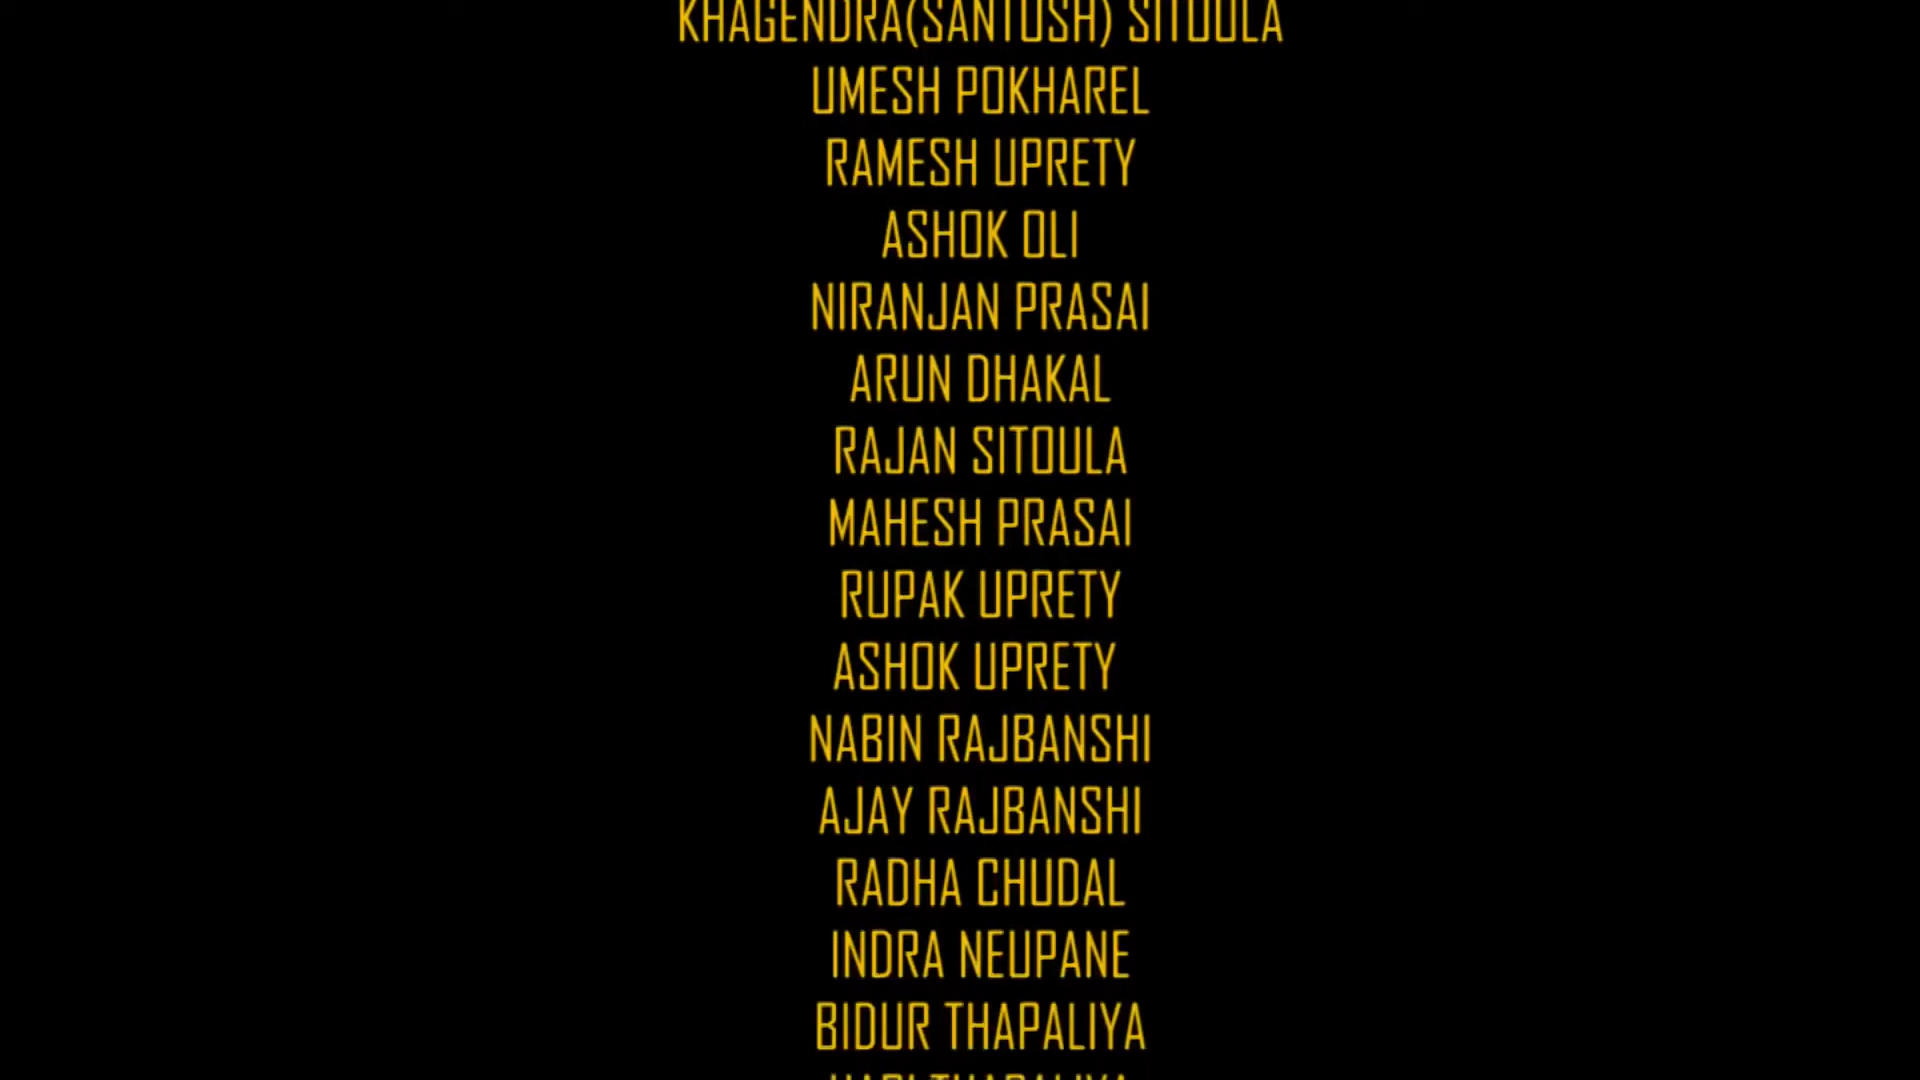 KHAGENDRA(SANTOSH) SITOULA
UMESH POKHAREL
RAMESH UPRETY
ASHOK OLI
NIRANJAN PRASAI
ARUN DHAKAL
RAJAN SITOULA
MAHESH PRASAI
RUPAK UPRETY
ASHOK UPRETY
NABIN RAJBANSHI
AJAY RAJBANSHI
RADHA CHUDAL
INDRA NEUPANE
BIDUR THAPALIYA